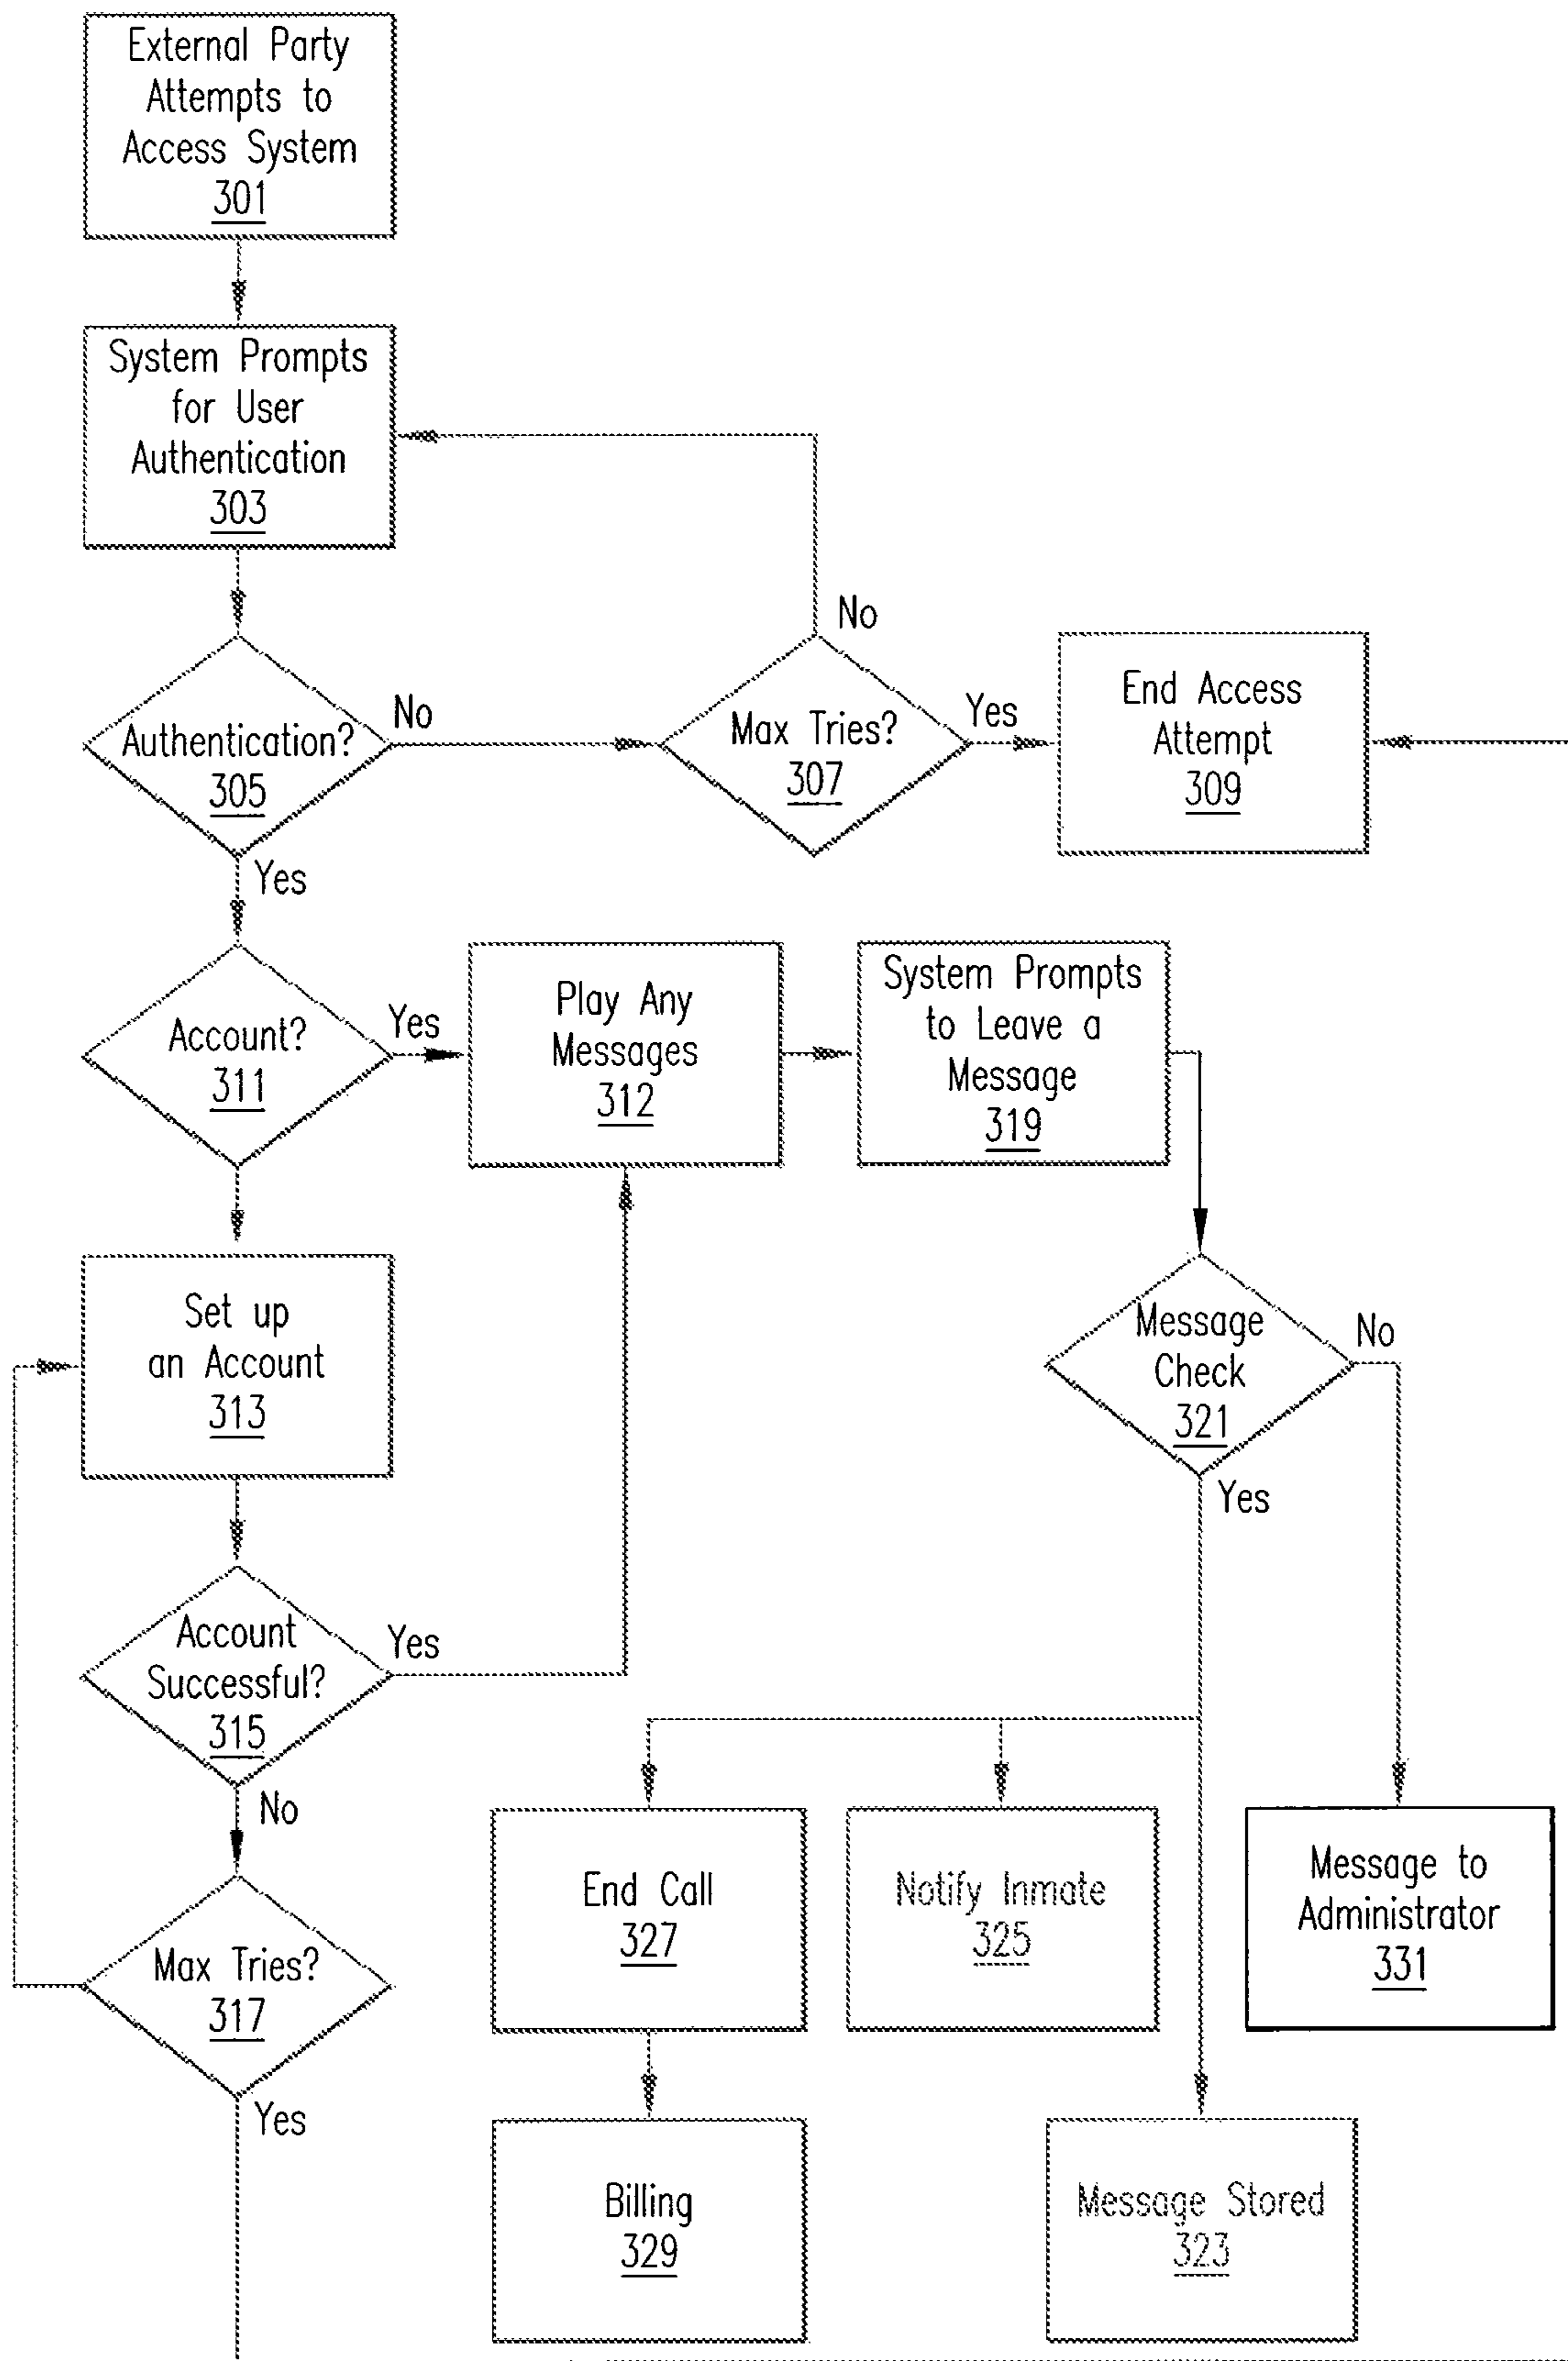 External Party
Attempts to
Access System
301
System Prompts
for User
Authentication
303
No
Authentication?
305
No
Max Tries?
307
Yes
End Access
Attempt
309
Yes
Account?
311
Yes
Play Any
Messages
312
System Prompts
to Leave a
Message
319
Set up
an Account
313
Message
Check
321
No
Yes
Account
Successful?
315
Yes
No
Max Tries?
317
Yes
End Call
327
Notify Inmate
325
Message to
Administrator
331
Billing
329
Message Stored
323